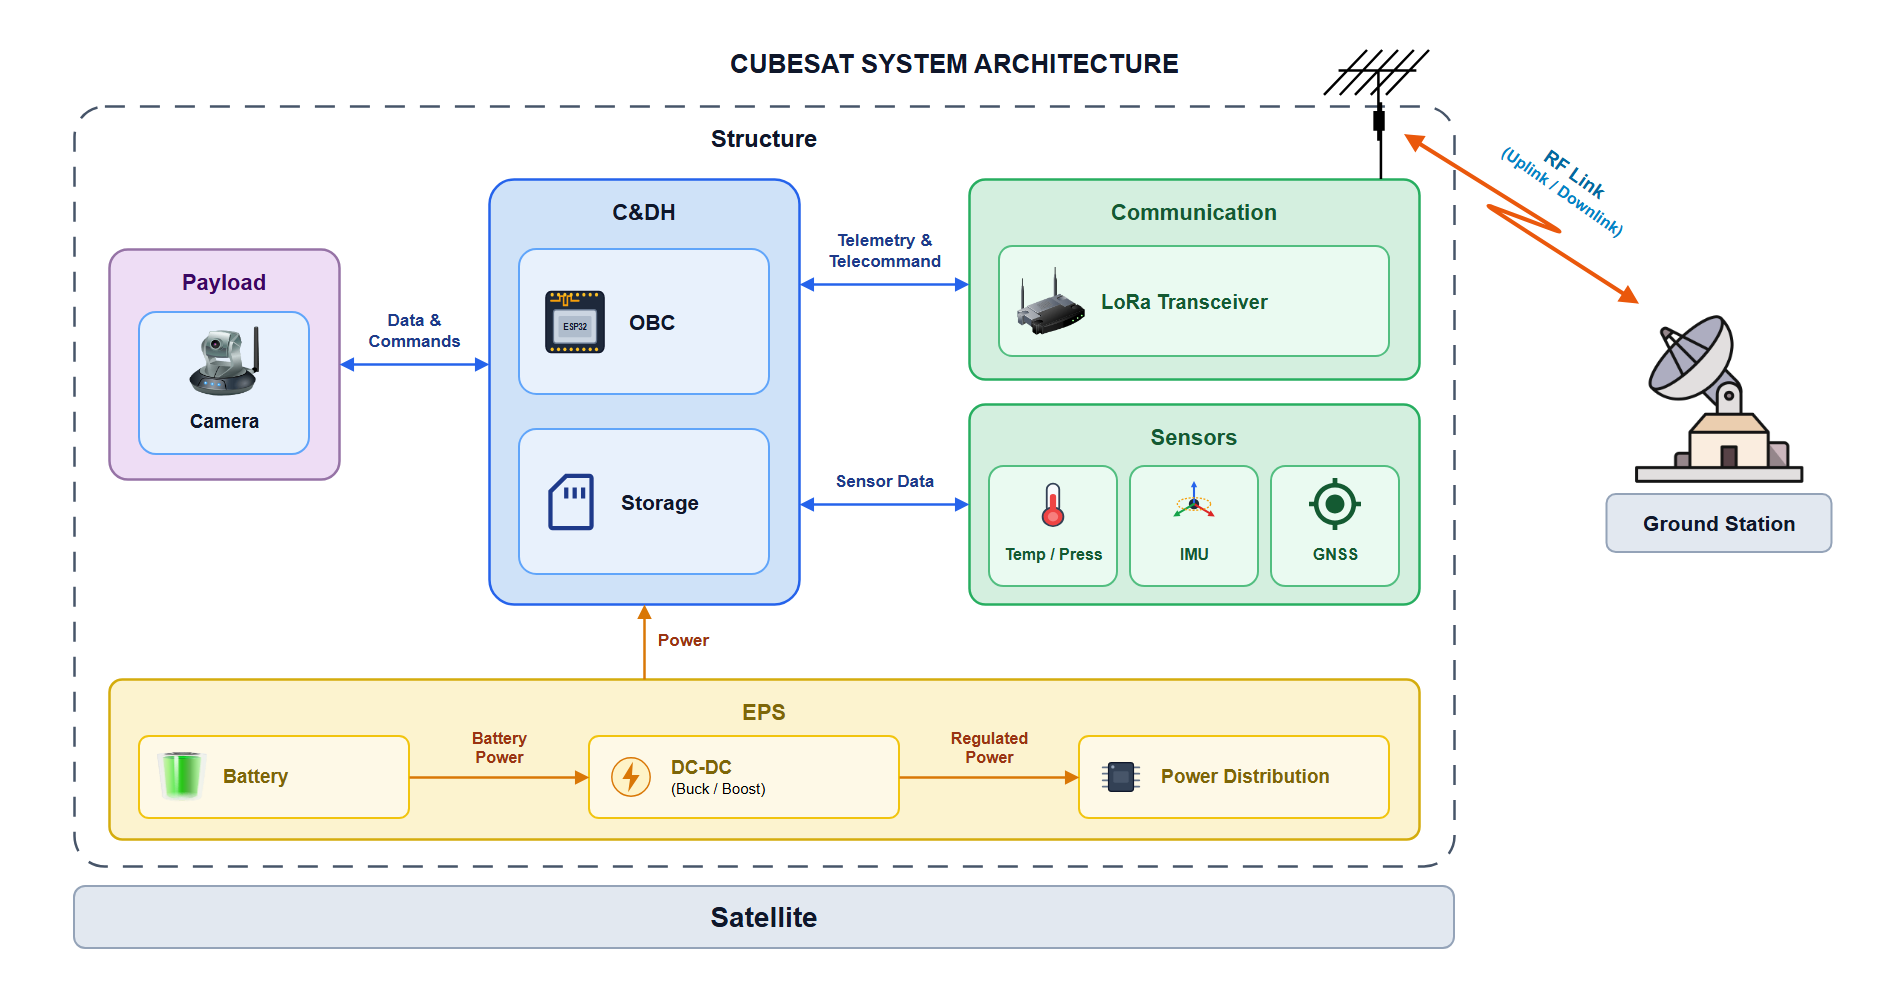 CUBESAT SYSTEM ARCHITECTURE
Structure
C&DH
Communication
RF Link
(Uplink / Downlink)
Payload
Telemetry &
Telecommand
Data &
Commands
ESP32
OBC
LoRa Transceiver
Camera
Sensors
Storage
Sensor Data
Temp / Press
IMU
GNSS
Ground Station
Power
EPS
Battery
Battery
Power
DC-DC
(Buck / Boost)
Regulated
Power
Power Distribution
Satellite